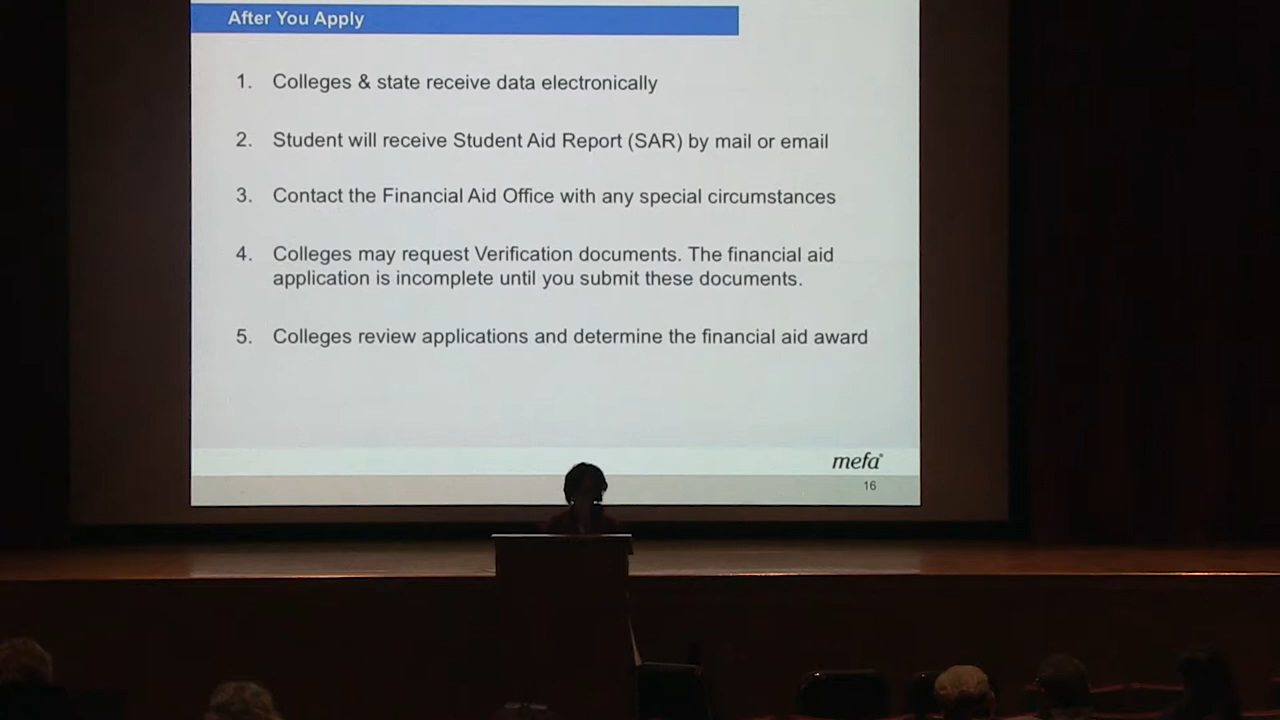 After You Apply
1. Colleges & state receive data electronically
2. Student will receive Student Aid Report (SAR) by mail or email
3. Contact the Financial Aid Office with any special circumstances
4. Colleges may request Verification documents. The financial aid
application is incomplete until you submit these documents.
5. Colleges review applications and determine the financial aid award
mefa®
16